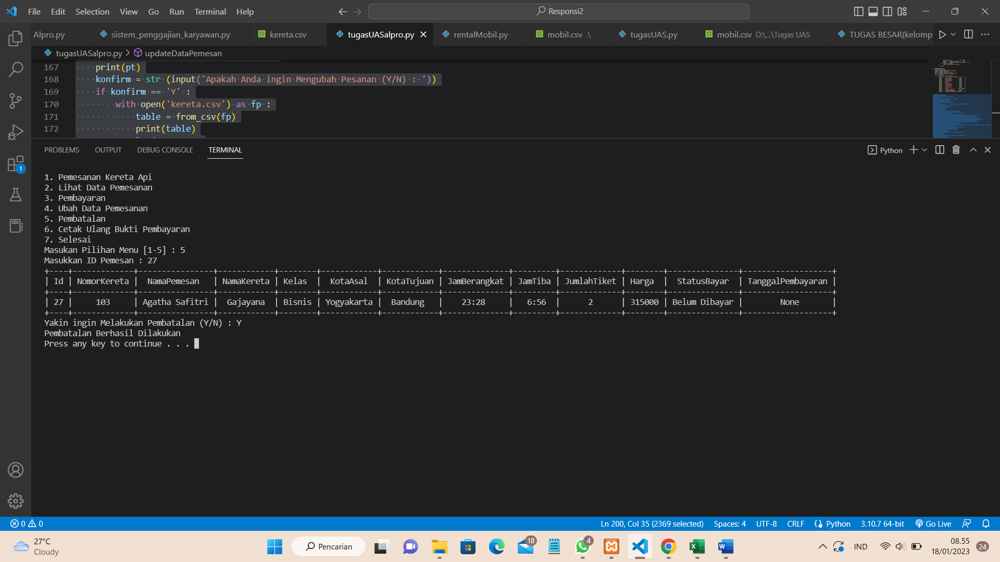 File Edit Selection View Go Run Terminal Help
Responsi2
Alpro.py sistem_penggajian_karyawan.py kereta.csv tugasUASalpro.py rentalMobil.py mobil.csv .\ tugasUAS.py mobil.csv D:\...\Tugas UAS TUGAS BESAR(kelomp
tugasUASalpro.py > updateDataPemesan
167 print(pt)
168 konfirm = str (input('Apakah Anda ingin Mengubah Pesanan (Y/N) : '))
169 if konfirm == 'Y' :
170 with open('kereta.csv') as fp :
171 table = from_csv(fp)
172 print(table)
PROBLEMS OUTPUT DEBUG CONSOLE TERMINAL
Python
1
1. Pemesanan Kereta Api
2. Lihat Data Pemesanan
3. Pembayaran
4. Ubah Data Pemesanan
5. Pembatalan
6. Cetak Ulang Bukti Pembayaran
7. Selesai
Masukan Pilihan Menu [1-5] : 5
Masukkan ID Pemesan : 27
+----+-------------+----------------+------------+--------+------------+------------+--------------+---------+-------------+--------+---------------+-------------------+
| Id | NomorKereta |  NamaPemesan   | NamaKereta | Kelas  |  KotaAsal  | KotaTujuan | JamBerangkat | JamTiba | JumlahTiket | Harga  |  StatusBayar  | TanggalPembayaran |
+----+-------------+----------------+------------+--------+------------+------------+--------------+---------+-------------+--------+---------------+-------------------+
| 27 |     103     | Agatha Safitri |  Gajayana  | Bisnis | Yogyakarta |  Bandung   |    23:28     |   6:56  |      2      | 315000 | Belum Dibayar |        None       |
+----+-------------+----------------+------------+--------+------------+------------+--------------+---------+-------------+--------+---------------+-------------------+
Yakin ingin Melakukan Pembatalan (Y/N) : Y
Pembatalan Berhasil Dilakukan
Press any key to continue . . .
0 0 Ln 200, Col 35 (2369 selected) Spaces: 4 UTF-8 CRLF Python 3.10.7 64-bit Go Live
27°C
Cloudy
Pencarian
18
4
IND
08.55
18/01/2023
24